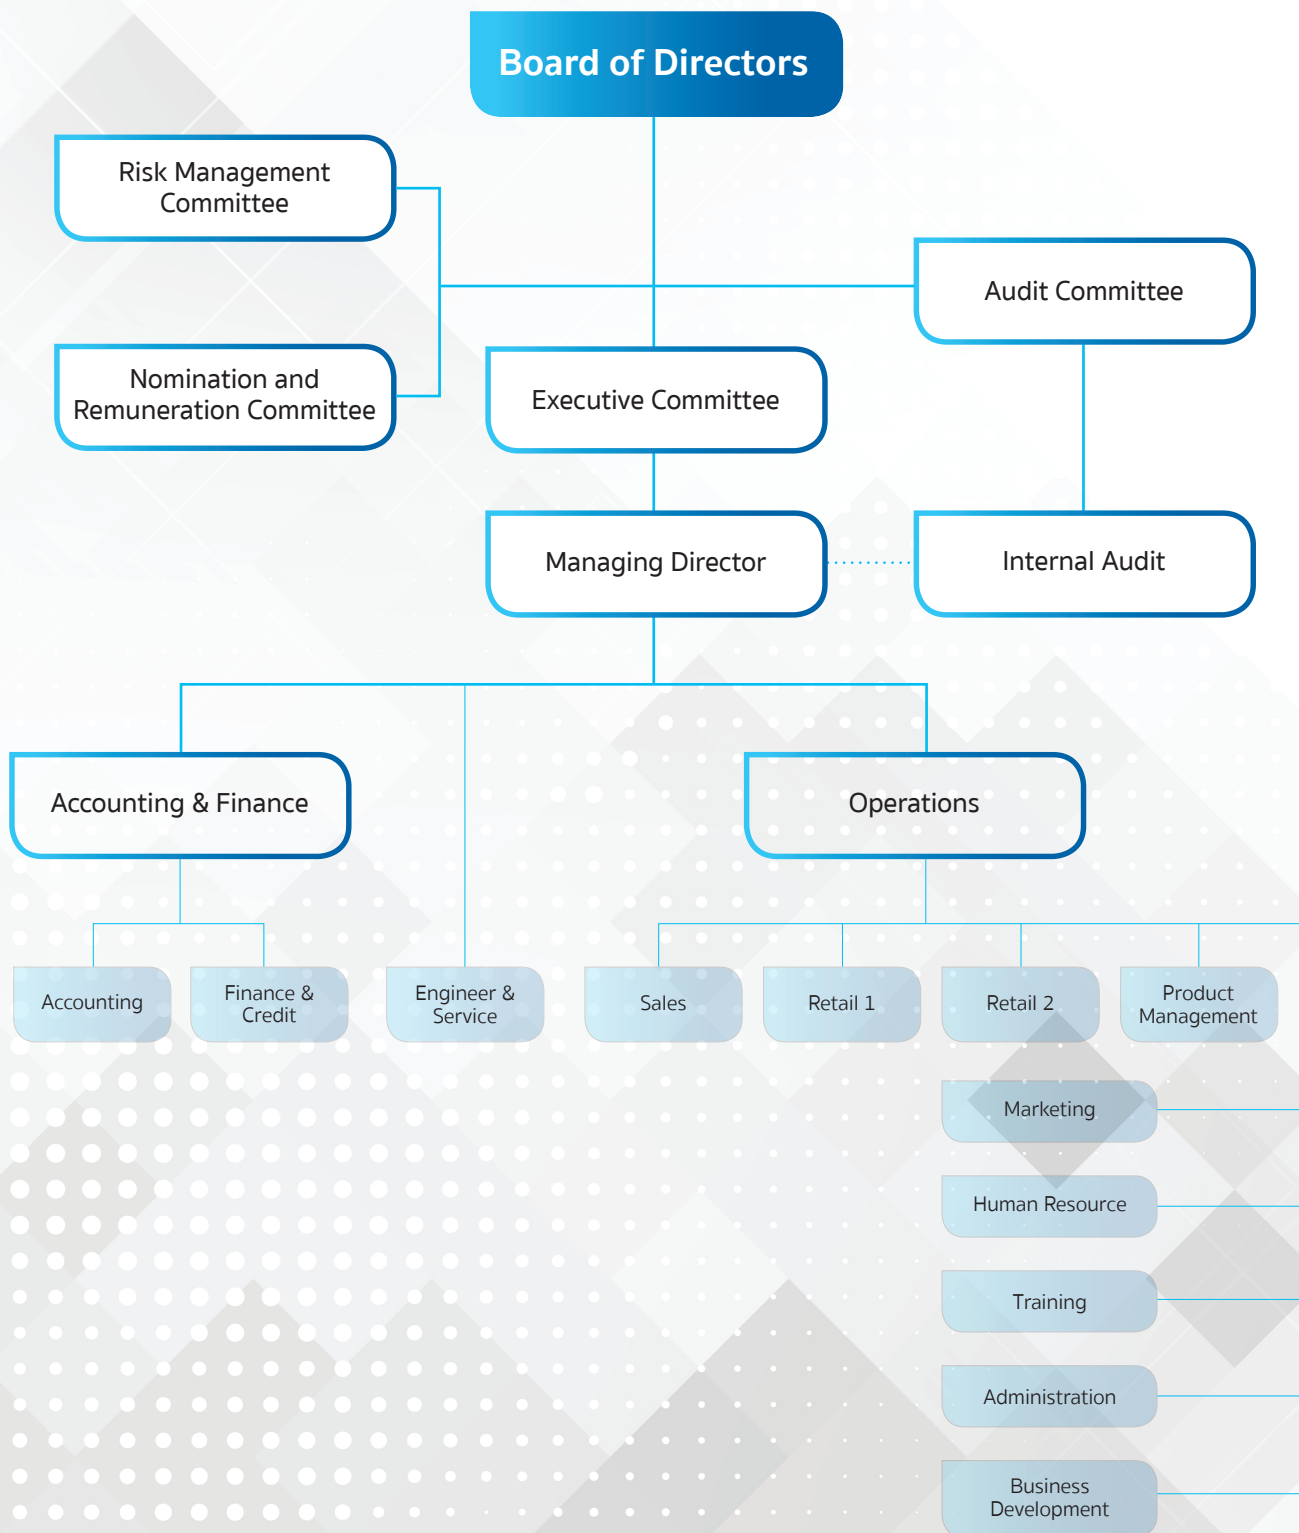 Board of Directors
Risk Management
Committee
Audit Committee
Nomination and
Remuneration Committee
Executive Committee
Managing Director
Internal Audit
Accounting & Finance
Operations
Accounting
Finance &
Credit
Engineer &
Service
Sales
Retail 1
Retail 2
Product
Management
Marketing
Human Resource
Training
Administration
Business
Development